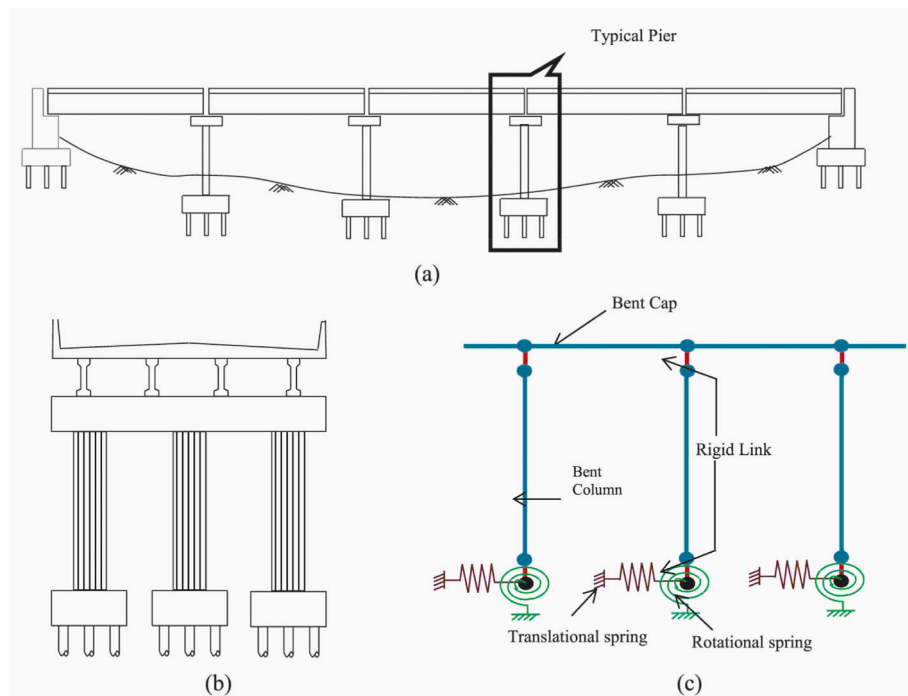 Typical Pier
(a)
Bent Cap
Rigid Link
Bent
Column
Translational spring
Rotational spring
(b)
(c)